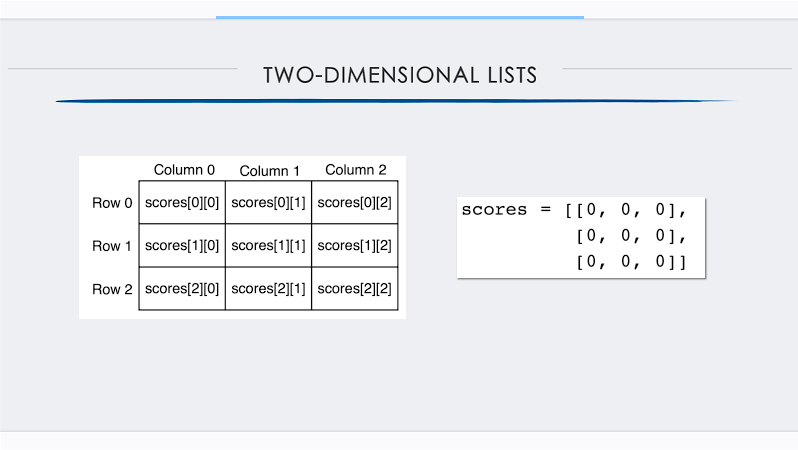 TWO-DIMENSIONAL LISTS
Column 0 Column 1 Column 2
Row 0 scores[0][0] scores[0][1] scores[0][2]
Row 1 scores[1][0] scores[1][1] scores[1][2]
Row 2 scores[2][0] scores[2][1] scores[2][2]
scores = [[0, 0, 0],
[0, 0, 0],
[0, 0, 0]]